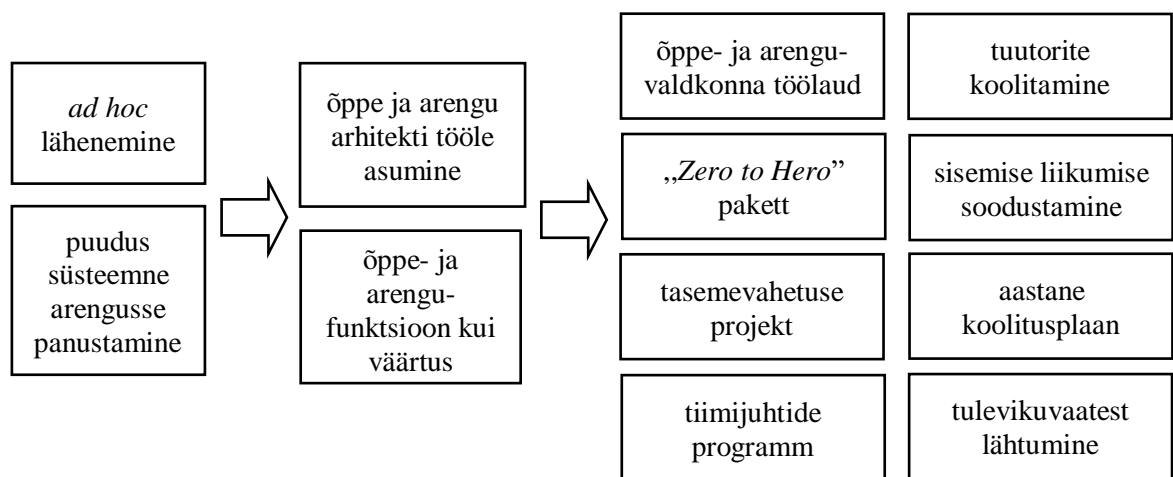 ad hoc
lähenemine
puudus
süsteemne
arengusse
panustamine
õppe ja arengu
arhitekti tööle
asumine
õppe- ja
arengu-
funktsioon kui
väärtus
õppe- ja arengu-
valdkonna töölaud
„Zero to Hero”
pakett
tasemevahetuse
projekt
tiimijuhtide
programm
tuutorite
koolitamine
sisemise liikumise
soodustamine
aastane
koolitusplaan
tulevikuvaatest
lähtumine